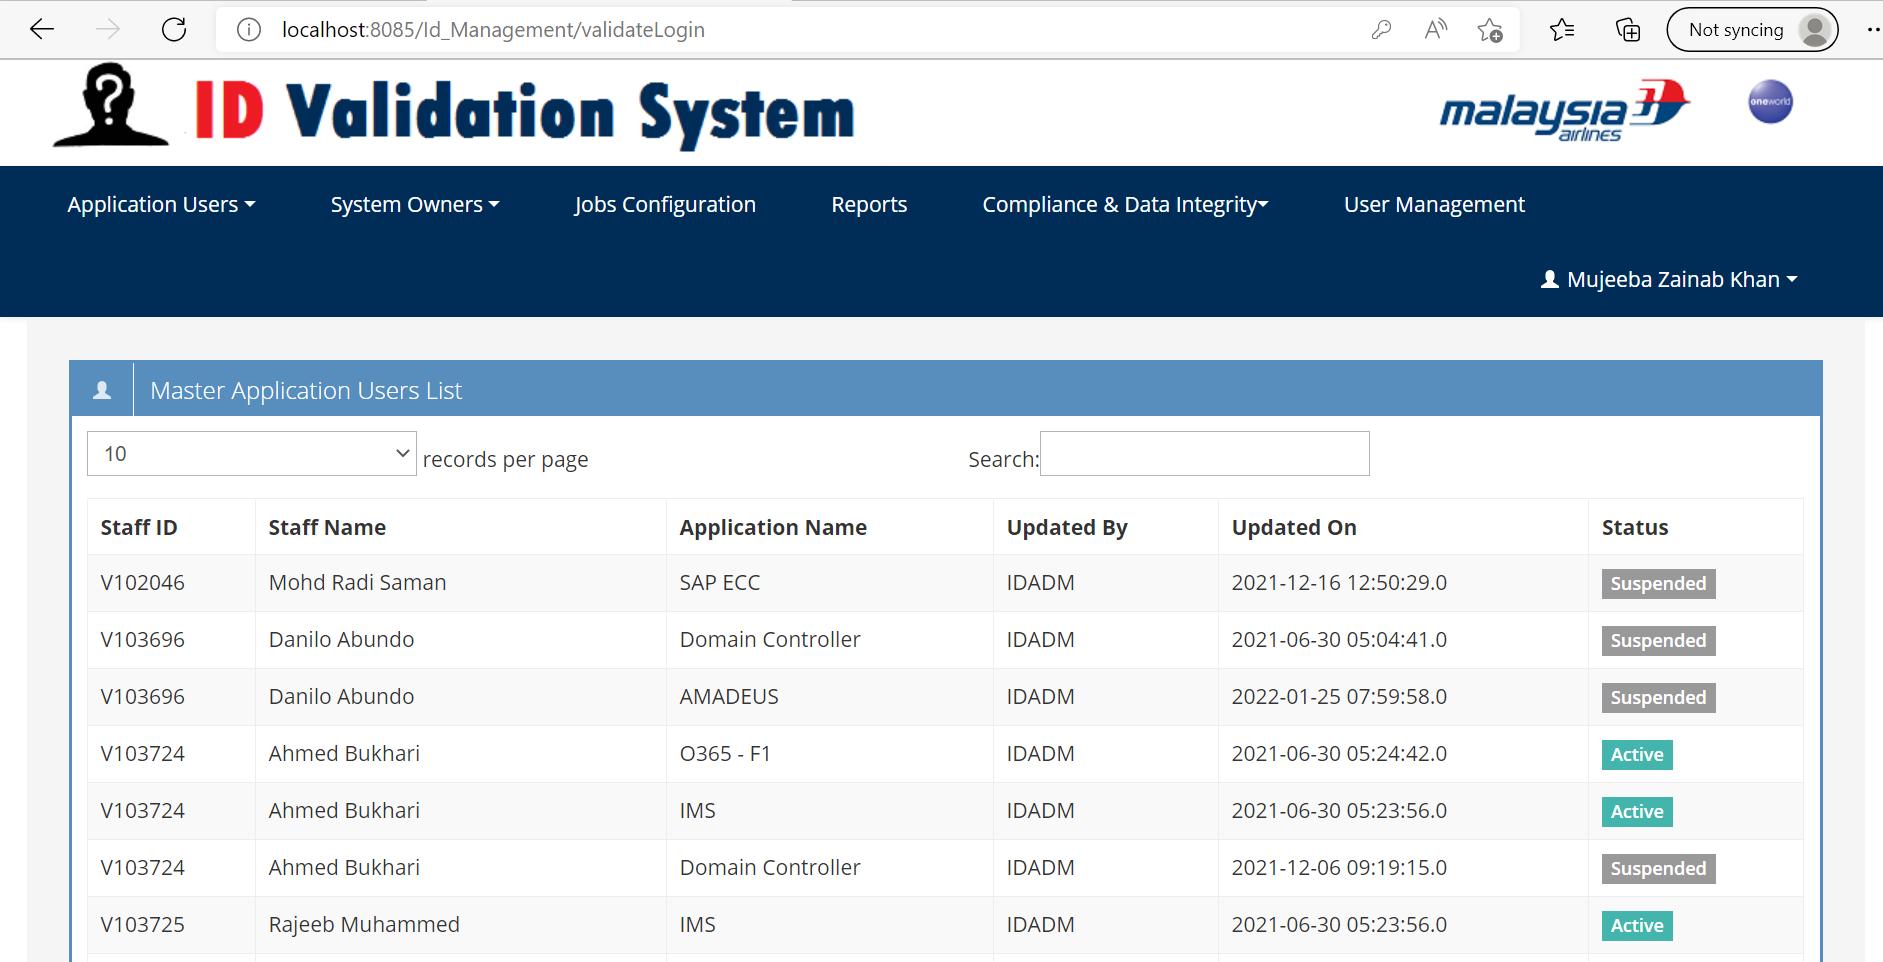 localhost:8085/Id_Management/validateLogin
Not syncing
ID Validation System
malaysia airlines
oneworld
Application Users
System Owners
Jobs Configuration
Reports
Compliance & Data Integrity
User Management
Mujeeba Zainab Khan
Master Application Users List
10 records per page
Search:
Staff ID Staff Name Application Name Updated By Updated On Status
V102046 Mohd Radi Saman SAP ECC IDADM 2021-12-16 12:50:29.0 Suspended
V103696 Danilo Abundo Domain Controller IDADM 2021-06-30 05:04:41.0 Suspended
V103696 Danilo Abundo AMADEUS IDADM 2022-01-25 07:59:58.0 Suspended
V103724 Ahmed Bukhari O365 - F1 IDADM 2021-06-30 05:24:42.0 Active
V103724 Ahmed Bukhari IMS IDADM 2021-06-30 05:23:56.0 Active
V103724 Ahmed Bukhari Domain Controller IDADM 2021-12-06 09:19:15.0 Suspended
V103725 Rajeeb Muhammed IMS IDADM 2021-06-30 05:23:56.0 Active